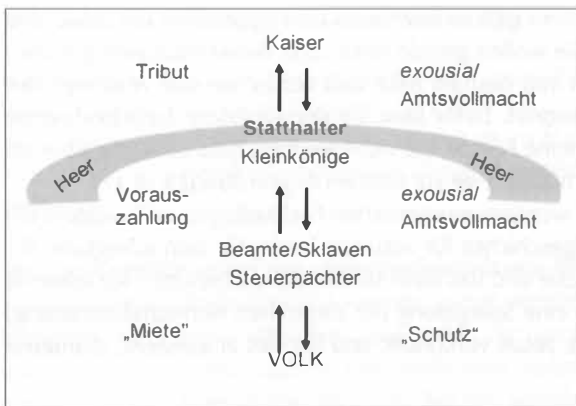 Kaiser
Tribut
exousia/
Amtsvollmacht
Statthalter
Heer
Kleinkönige
Heer
Voraus-
zahlung
exousia/
Amtsvollmacht
Beamte/Sklaven
Steuerpächter
„Miete"
„Schutz“
VOLK